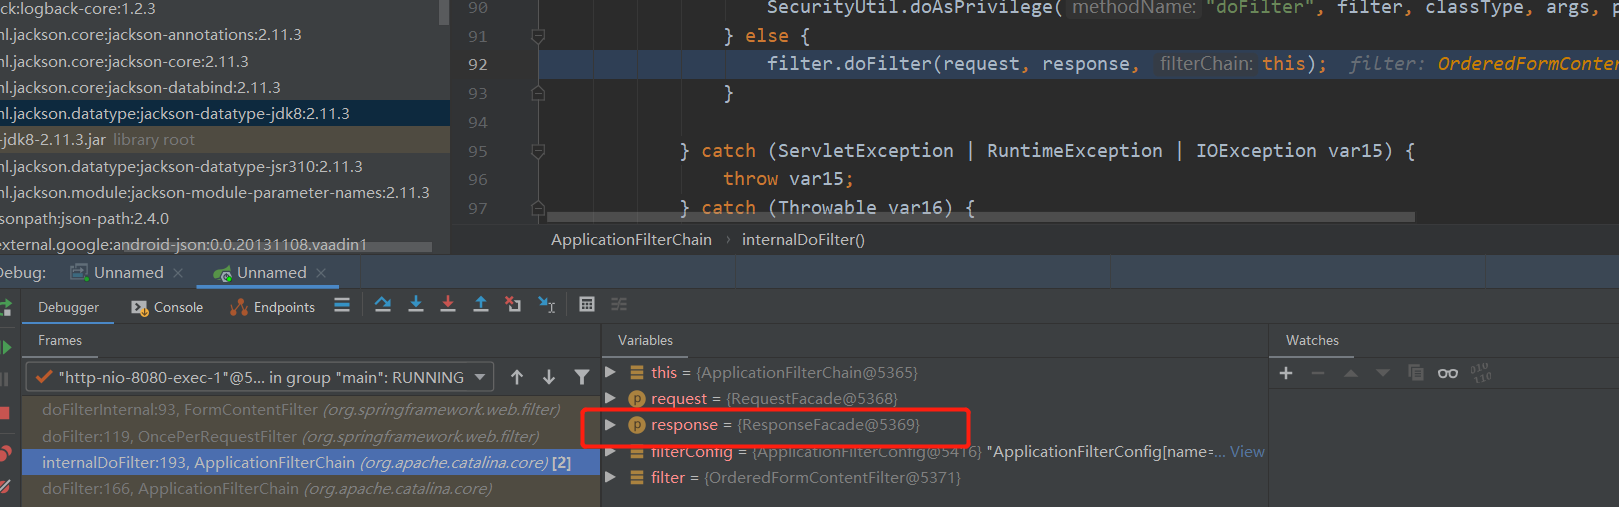 ck:logback-core:1.2.3
nl.jackson.core:jackson-annotations:2.11.3
nl.jackson.core:jackson-core:2.11.3
nl.jackson.core:jackson-databind:2.11.3
nl.jackson.datatype:jackson-datatype-jdk8:2.11.3
-jdk8-2.11.3.jar library root
nl.jackson.datatype:jackson-datatype-jsr310:2.11.3
nl.jackson.module:jackson-module-parameter-names:2.11.3
sonpath:json-path:2.4.0
external.google:android-json:0.0.20131108.vaadin1
90 SecurityUtil.doAsPrivilege( methodName: "doFilter", filter, classType, args, p
91 } else {
92 filter.doFilter(request, response, filterChain: this); filter: OrderedFormConten
93 }
94
95 } catch (ServletException | RuntimeException | IOException var15) {
96 throw var15;
97 } catch (Throwable var16) {
ApplicationFilterChain › internalDoFilter()
Debug: Unnamed × Unnamed ×
Debugger Console Endpoints
Frames
"http-nio-8080-exec-1"@5... in group "main": RUNNING
doFilterInternal:93, FormContentFilter (org.springframework.web.filter)
doFilter:119, OncePerRequestFilter (org.springframework.web.filter)
internalDoFilter:193, ApplicationFilterChain (org.apache.catalina.core) [2]
doFilter:166, ApplicationFilterChain (org.apache.catalina.core)
Variables
this = {ApplicationFilterChain@5365}
p request = {RequestFacade@5368}
p response = {ResponseFacade@5369}
filterConfig = {ApplicationFilterConfig@5416} "ApplicationFilterConfig[name=... View
filter = {OrderedFormContentFilter@5371}
Watches